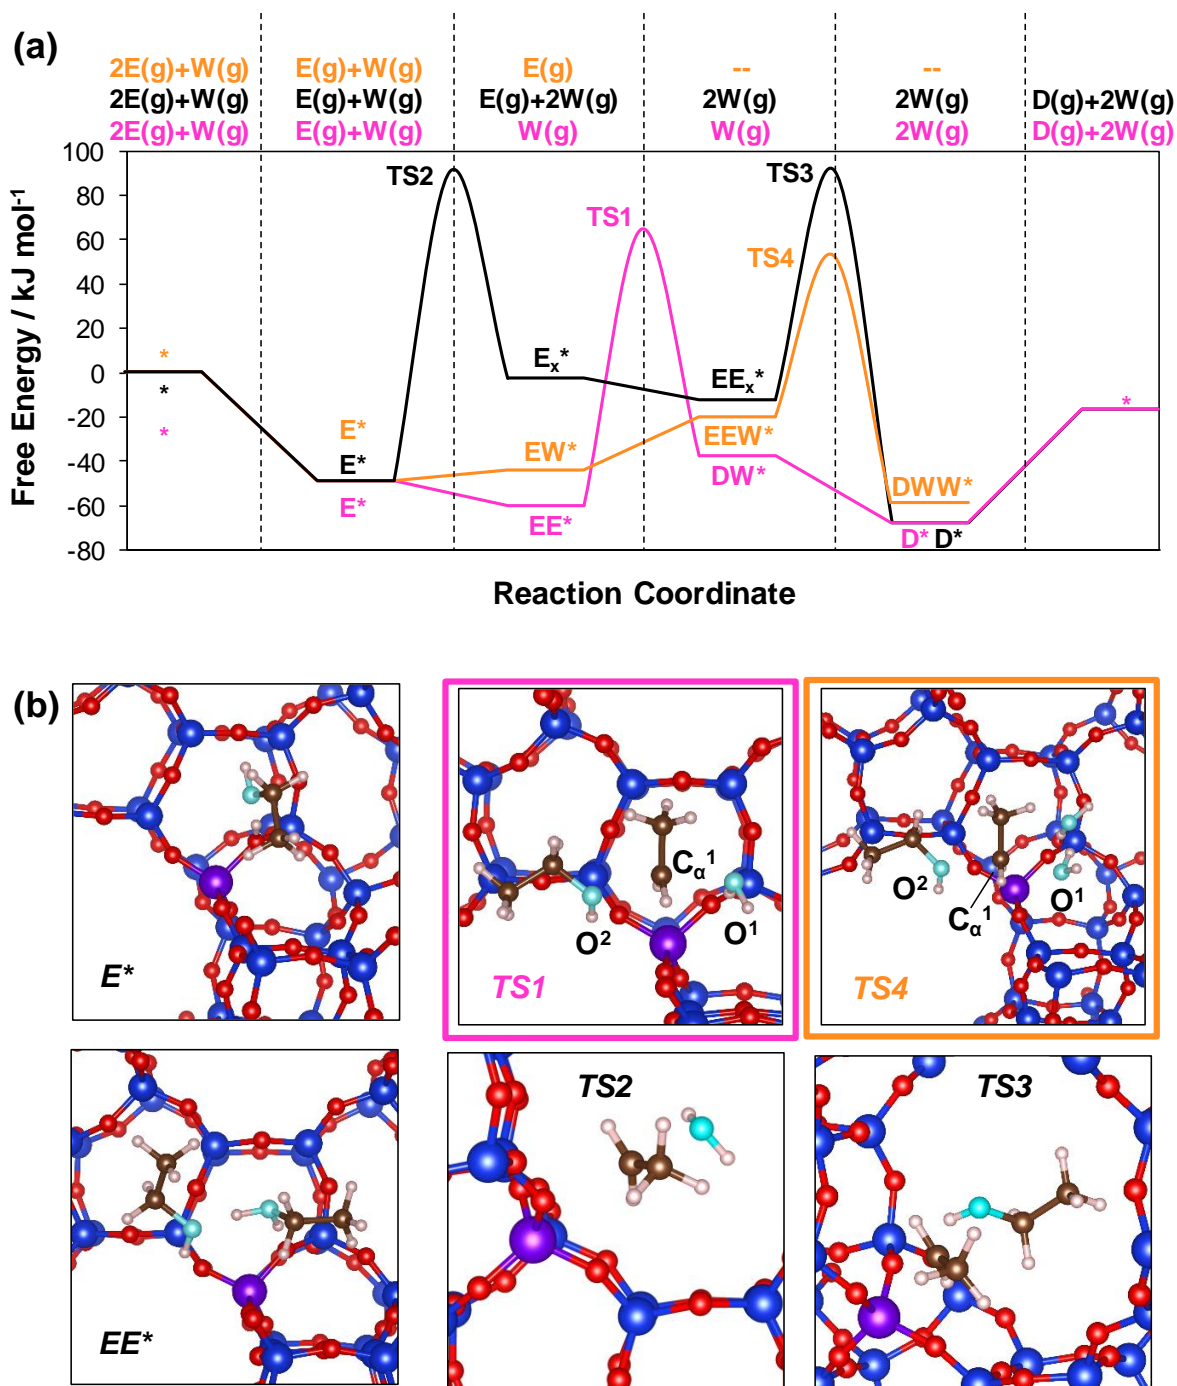 (a)
2E(g)+W(g) E(g)+W(g) E(g) -- --
2E(g)+W(g) E(g)+W(g) E(g)+2W(g) 2W(g) 2W(g) D(g)+2W(g)
2E(g)+W(g) E(g)+W(g) W(g) W(g) 2W(g) D(g)+2W(g)
Free Energy / kJ mol⁻¹
100
80
60
40
20
0
-20
-40
-60
-80
TS2
TS3
TS1
TS4
*
*
*
E*
E*
E*
Eₓ*
EW*
EE*
EEₓ*
EEW*
DW*
DWW*
D* D*
*
Reaction Coordinate
(b)
E*
Cα¹
O²
O¹
TS1
O²
Cα¹
O¹
TS4
EE*
TS2
TS3